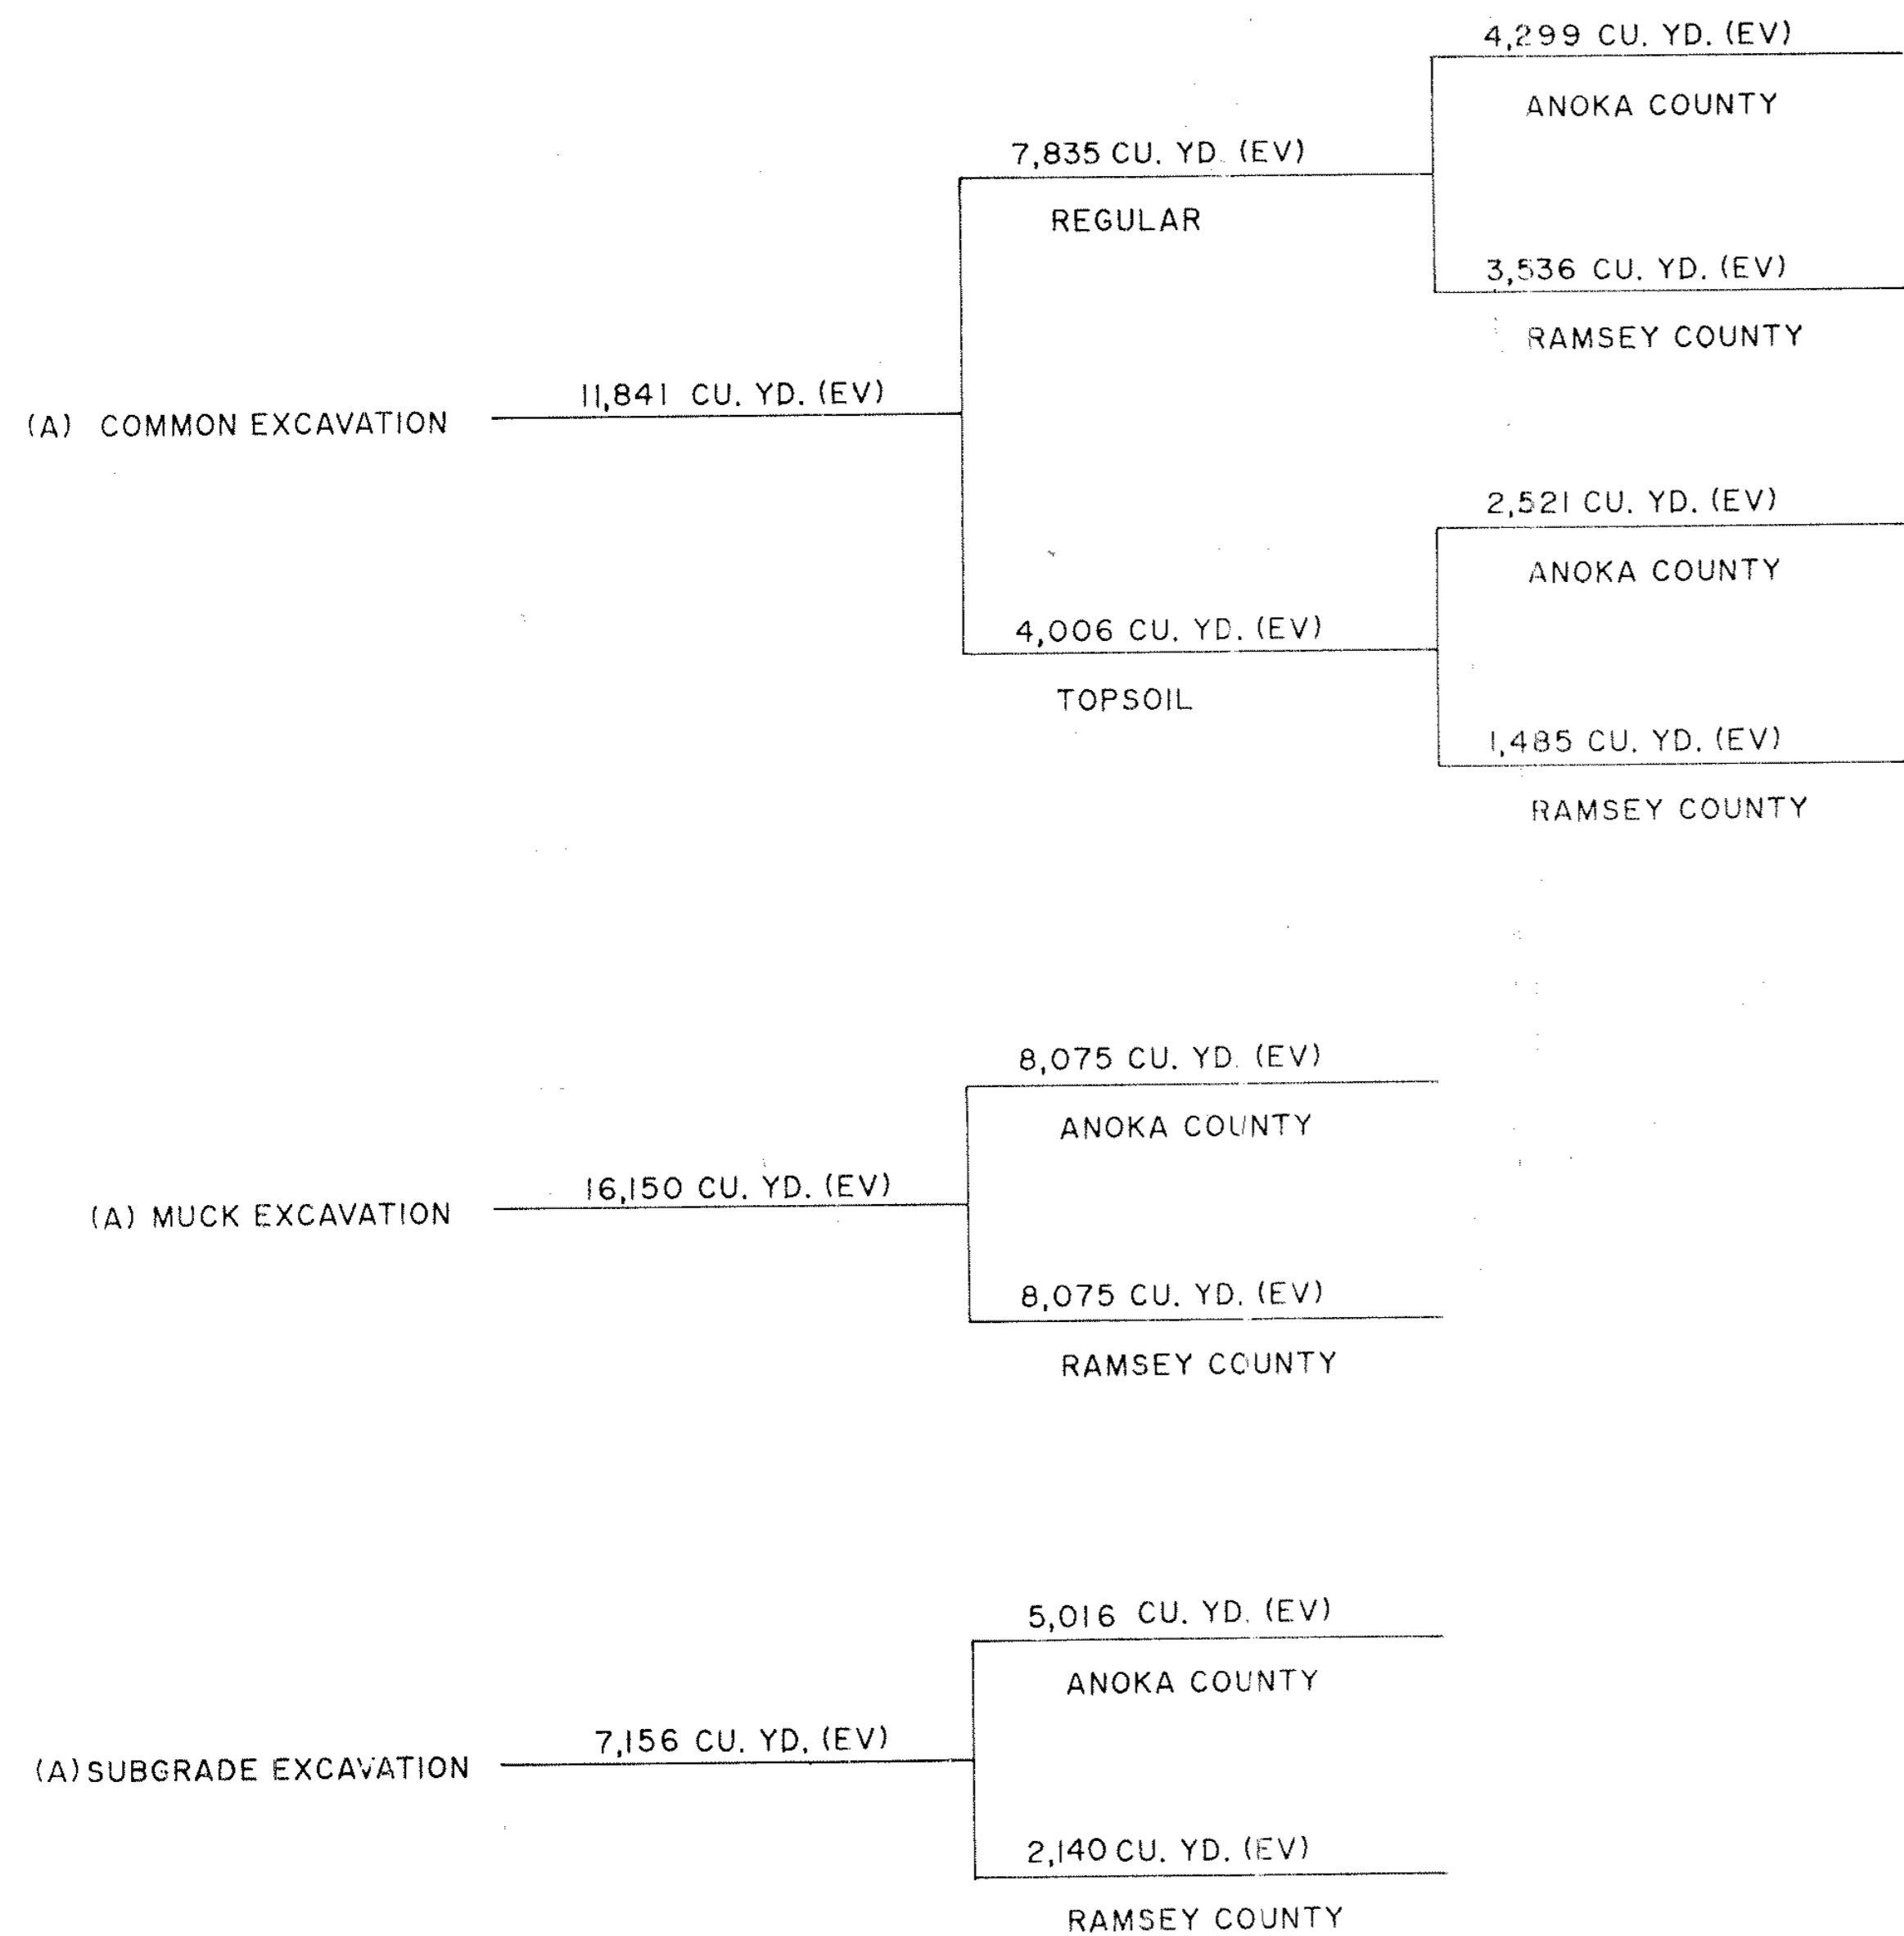 4,299 CU. YD. (EV)
ANOKA COUNTY
7,835 CU. YD. (EV)
REGULAR
3,536 CU. YD. (EV)
RAMSEY COUNTY
11,841 CU. YD. (EV)
(A) COMMON EXCAVATION
2,521 CU. YD. (EV)
ANOKA COUNTY
4,006 CU. YD. (EV)
TOPSOIL
1,485 CU. YD. (EV)
RAMSEY COUNTY
8,075 CU. YD. (EV)
ANOKA COUNTY
16,150 CU. YD. (EV)
(A) MUCK EXCAVATION
8,075 CU. YD. (EV)
RAMSEY COUNTY
5,016 CU. YD. (EV)
ANOKA COUNTY
7,156 CU. YD. (EV)
(A) SUBGRADE EXCAVATION
2,140 CU. YD. (EV)
RAMSEY COUNTY